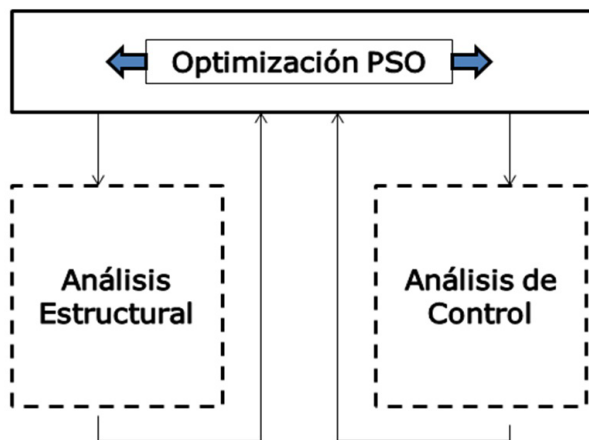 Optimización PSO
Análisis
Estructural
Análisis de
Control